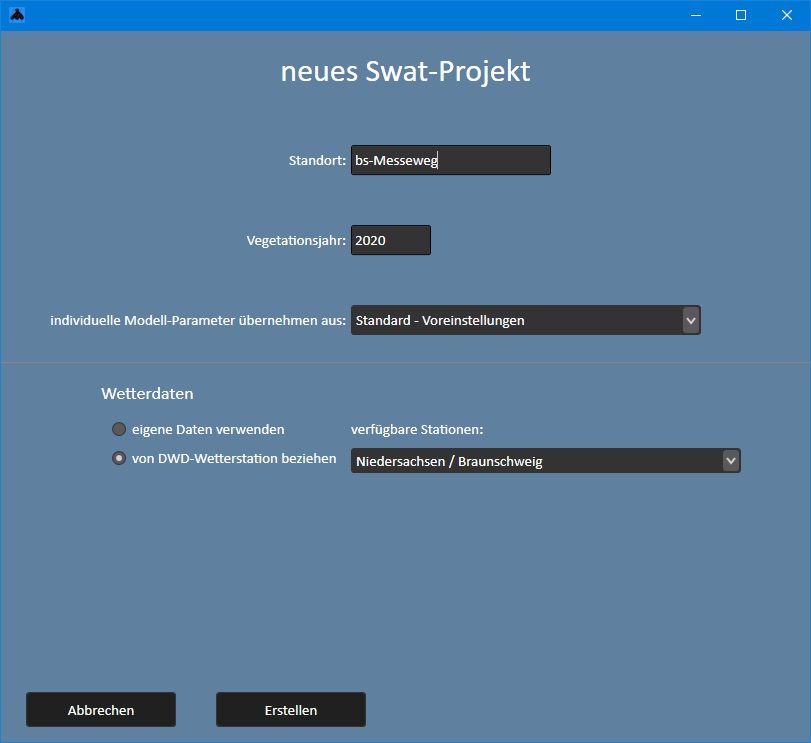 neues Swat-Projekt
Standort: bs-Messeweg
Vegetationsjahr: 2020
individuelle Modell-Parameter übernehmen aus: Standard - Voreinstellungen
Wetterdaten
eigene Daten verwenden verfügbare Stationen:
von DWD-Wetterstation beziehen Niedersachsen / Braunschweig
Abbrechen Erstellen